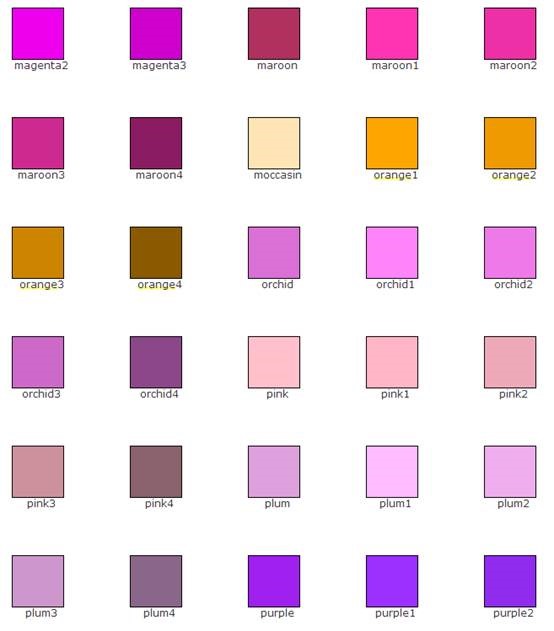 magenta2 magenta3 maroon maroon1 maroon2
maroon3 maroon4 moccasin orange1 orange2
orange3 orange4 orchid orchid1 orchid2
orchid3 orchid4 pink pink1 pink2
pink3 pink4 plum plum1 plum2
plum3 plum4 purple purple1 purple2